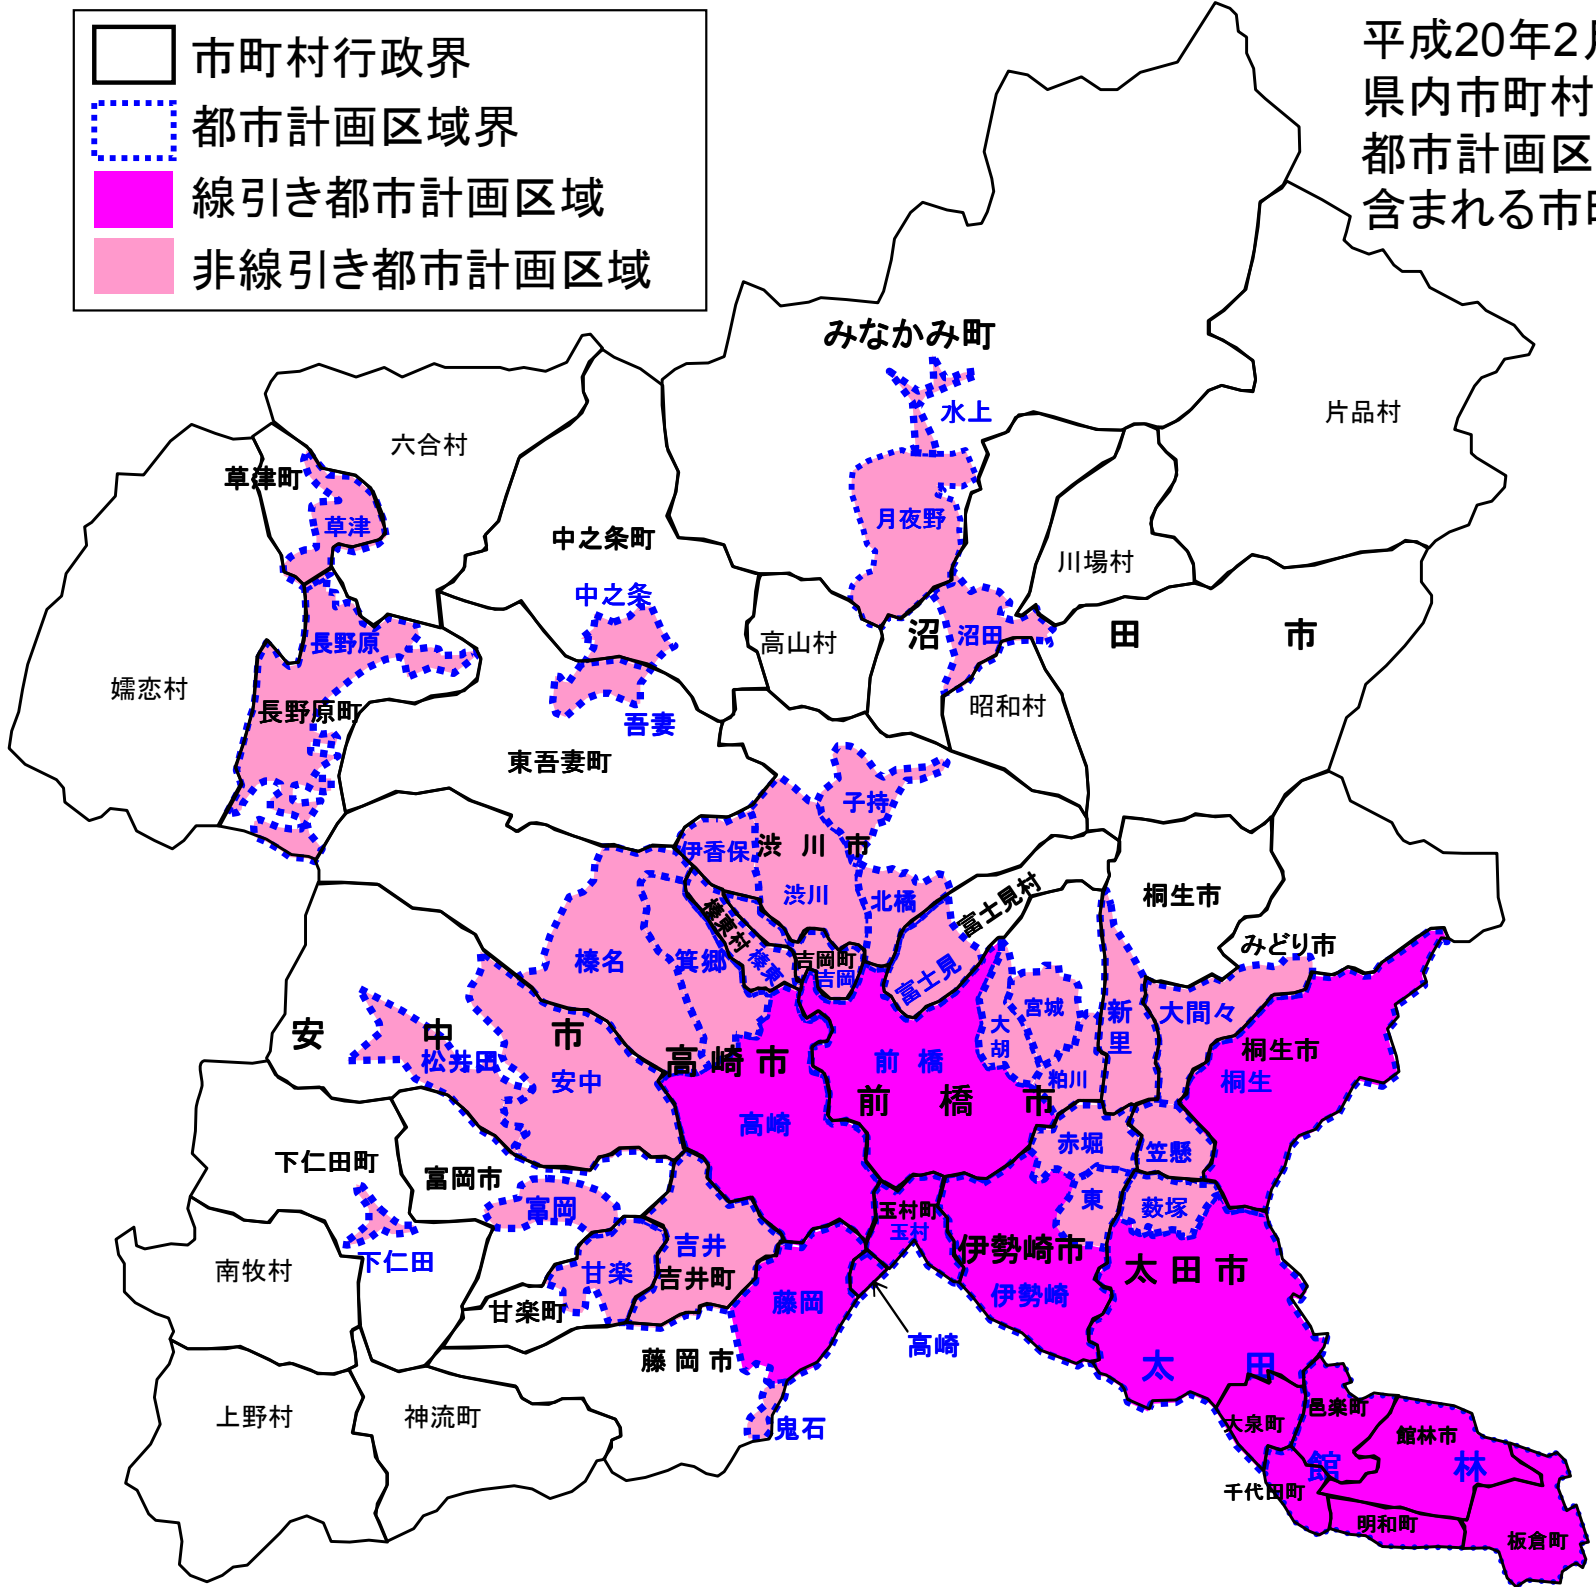 市町村行政界
都市計画区域界
線引き都市計画区域
非線引き都市計画区域
平成20年2月
県内市町村
都市計画区
含まれる市町
みなかみ町
水上
片品村
六合村
草津町
草津
月夜野
中之条町
中之条
川場村
沼田市
沼田
高山村
長野原
嬬恋村
長野原町
昭和村
吾妻
東吾妻町
子持
伊香保
渋川市
渋川
北橘
富士見村
桐生市
榛東村
榛東
みどり市
榛名
箕郷
吉岡町
吉岡
富士見
宮城
大胡
新里
大間々
安中市
松井田
安中
高崎市
前橋
桐生市
桐生
粕川
前橋市
高崎
赤堀
笠懸
下仁田町
富岡市
富岡
東
薮塚
玉村町
玉村
吉井
伊勢崎市
下仁田
南牧村
甘楽
吉井町
太田市
甘楽町
藤岡
伊勢崎
高崎
藤岡市
太田
上野村
神流町
鬼石
邑楽町
大泉町
館林市
館林
千代田町
明和町
板倉町